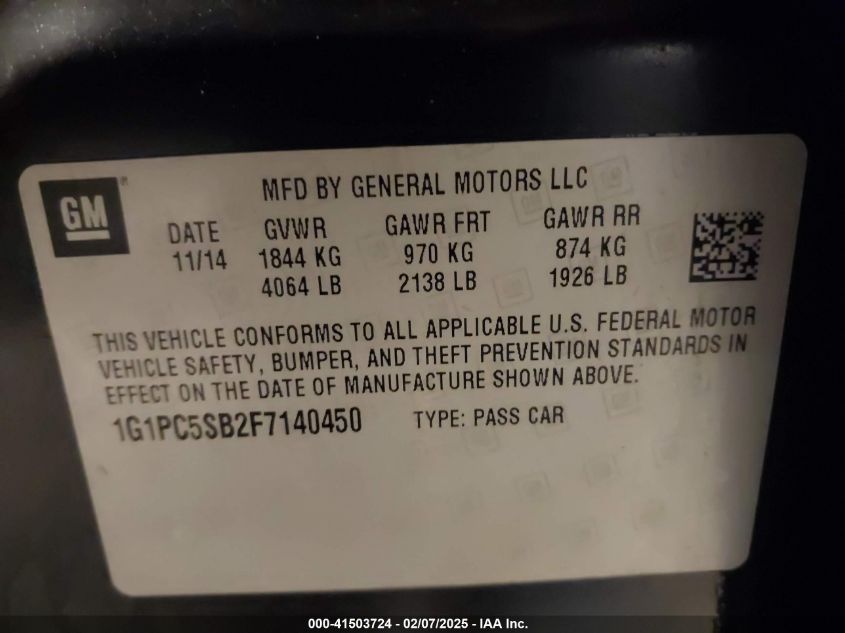 GM
MFD BY GENERAL MOTORS LLC
DATE GVWR GAWR FRT GAWR RR
11/14 1844 KG 970 KG 874 KG
4064 LB 2138 LB 1926 LB
THIS VEHICLE CONFORMS TO ALL APPLICABLE U.S. FEDERAL MOTOR
VEHICLE SAFETY, BUMPER, AND THEFT PREVENTION STANDARDS IN
EFFECT ON THE DATE OF MANUFACTURE SHOWN ABOVE.
1G1PC5SB2F7140450 TYPE: PASS CAR
000-41503724 - 02/07/2025 - IAA Inc.